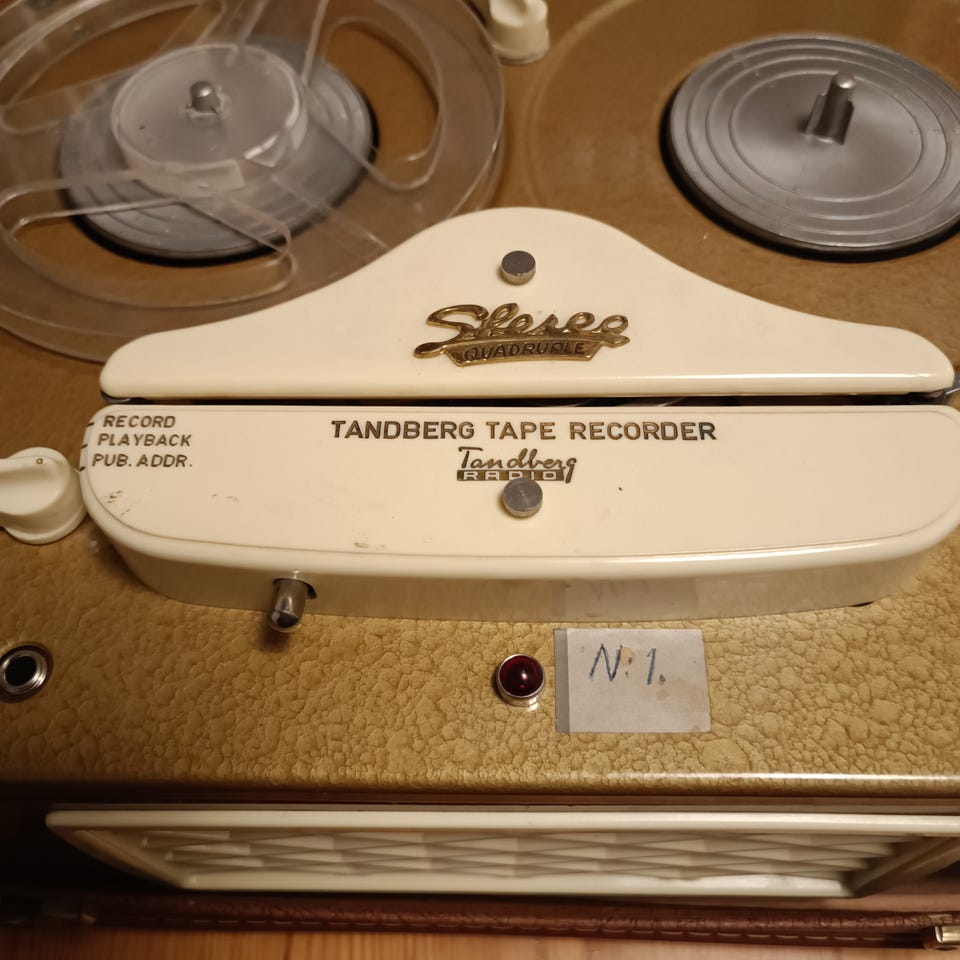 Stereo
QUADRUPLE
RECORD
PLAYBACK
PUB. ADDR.
TANDBERG TAPE RECORDER
Tandberg
RADIO
N.1.